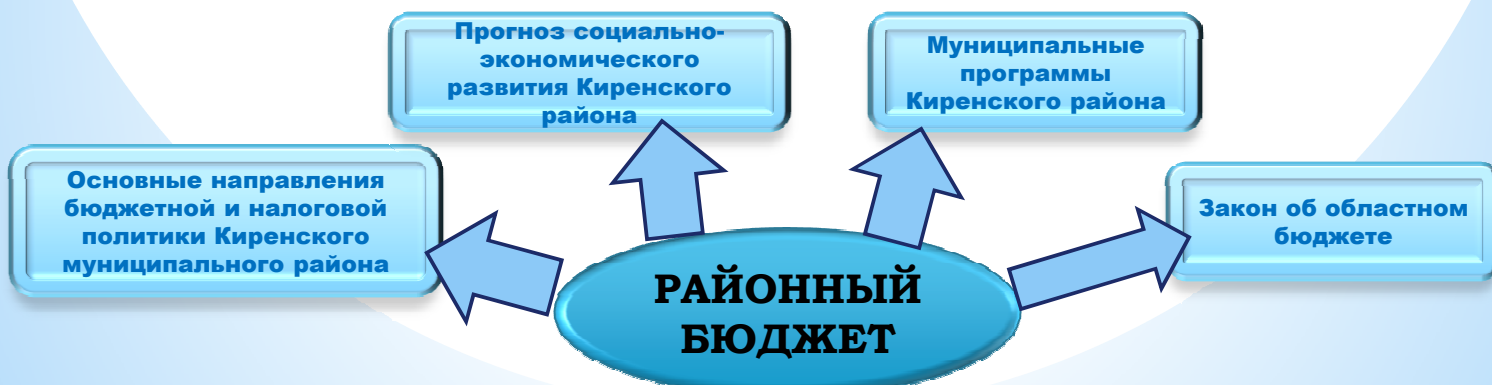 Прогноз социально-
экономического
развития Киренского
района
Муниципальные
программы
Киренского района
Основные направления
бюджетной и налоговой
политики Киренского
муниципального района
Закон об областном
бюджете
РАЙОННЫЙ
БЮДЖЕТ